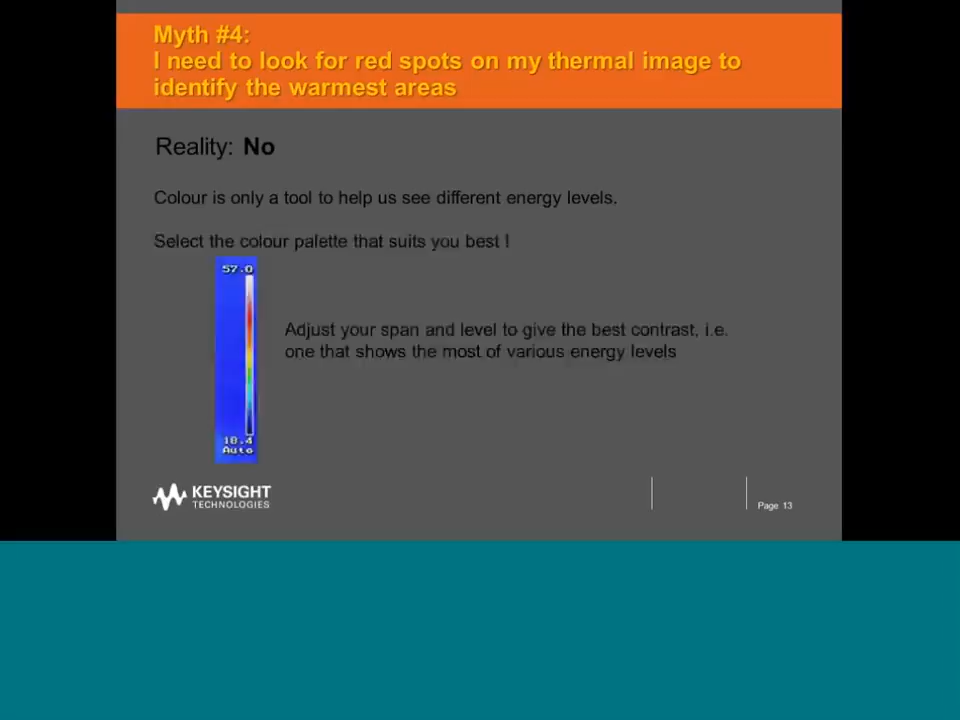 Myth #4:
I need to look for red spots on my thermal image to
identify the warmest areas
Reality: No
Colour is only a tool to help us see different energy levels.
Select the colour palette that suits you best !
57.0
Adjust your span and level to give the best contrast, i.e.
one that shows the most of various energy levels
18.4
Auto
KEYSIGHT
TECHNOLOGIES
Page 13